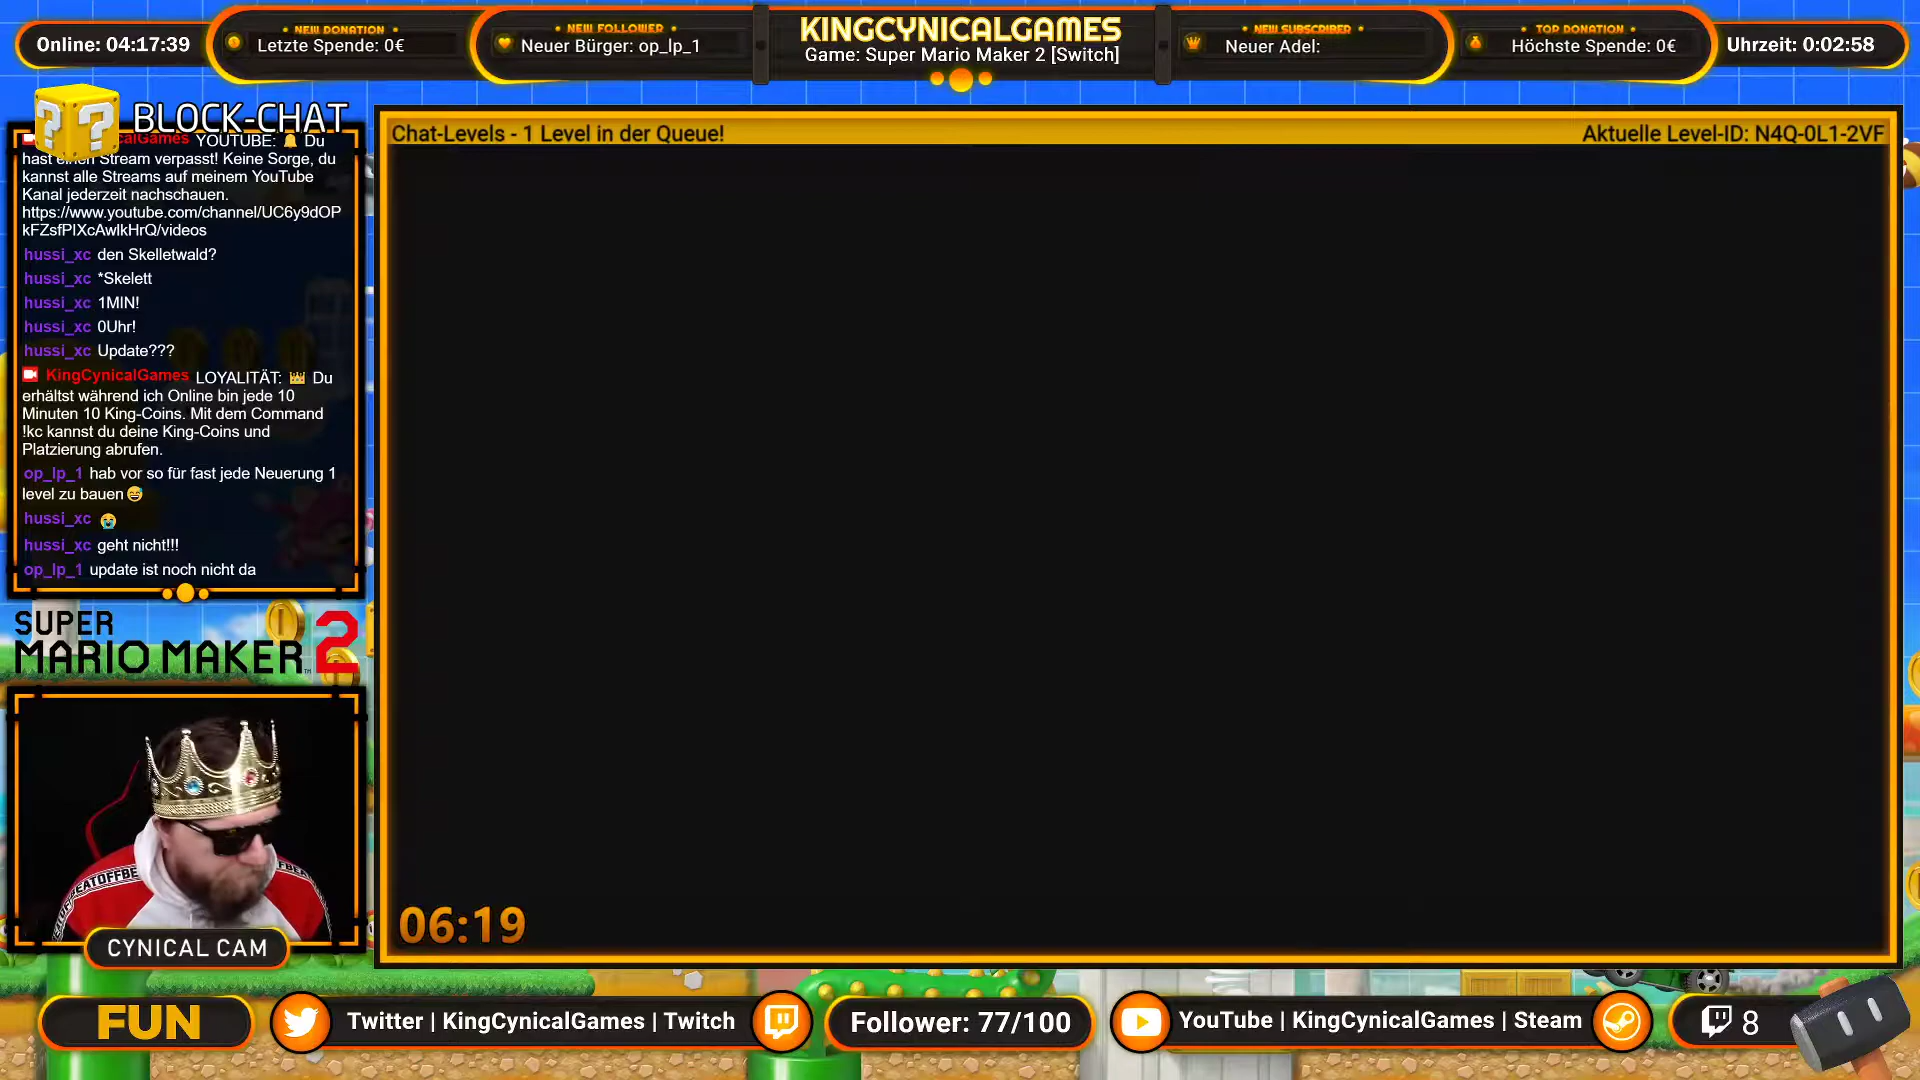 Online: 04:17:39
NEW DONATION
Letzte Spende: 0€
NEW FOLLOWER
Neuer Bürger: op_lp_1
KINGCYNICALGAMES
Game: Super Mario Maker 2 [Switch]
NEW SUBSCRIBER
Neuer Adel:
TOP DONATION
Höchste Spende: 0€
Uhrzeit: 0:02:58
BLOCK-CHAT
calGames YOUTUBE: 🔔 Du
hast einen Stream verpasst! Keine Sorge, du
kannst alle Streams auf meinem YouTube
Kanal jederzeit nachschauen.
https://www.youtube.com/channel/UC6y9dOP
kFZsfPIXcAwlkHrQ/videos
hussi_xc den Skelletwald?
hussi_xc *Skelett
hussi_xc 1MIN!
hussi_xc 0Uhr!
hussi_xc Update???
KingCynicalGames LOYALITÄT: 👑 Du
erhältst während ich Online bin jede 10
Minuten 10 King-Coins. Mit dem Command
!kc kannst du deine King-Coins und
Platzierung abrufen.
op_lp_1 hab vor so für fast jede Neuerung 1
level zu bauen 😅
hussi_xc 😭
hussi_xc geht nicht!!!
op_lp_1 update ist noch nicht da
Chat-Levels - 1 Level in der Queue!
Aktuelle Level-ID: N4Q-0L1-2VF
SUPER
MARIO MAKER 2
BEATOFFBE
CYNICAL CAM
06:19
FUN
Twitter | KingCynicalGames | Twitch
Follower: 77/100
YouTube | KingCynicalGames | Steam
8